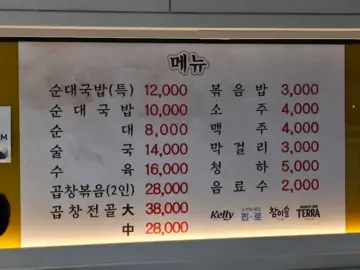 메뉴
순대국밥(특) 12,000
순대국밥 10,000
순대 8,000
술국 14,000
수육 16,000
곱창볶음(2인) 28,000
곱창전골 大 38,000
中 28,000
볶음밥 3,000
소주 4,000
맥주 4,000
막걸리 3,000
청하 5,000
음료수 2,000
Kelly 진로 참이슬 TERRA
M